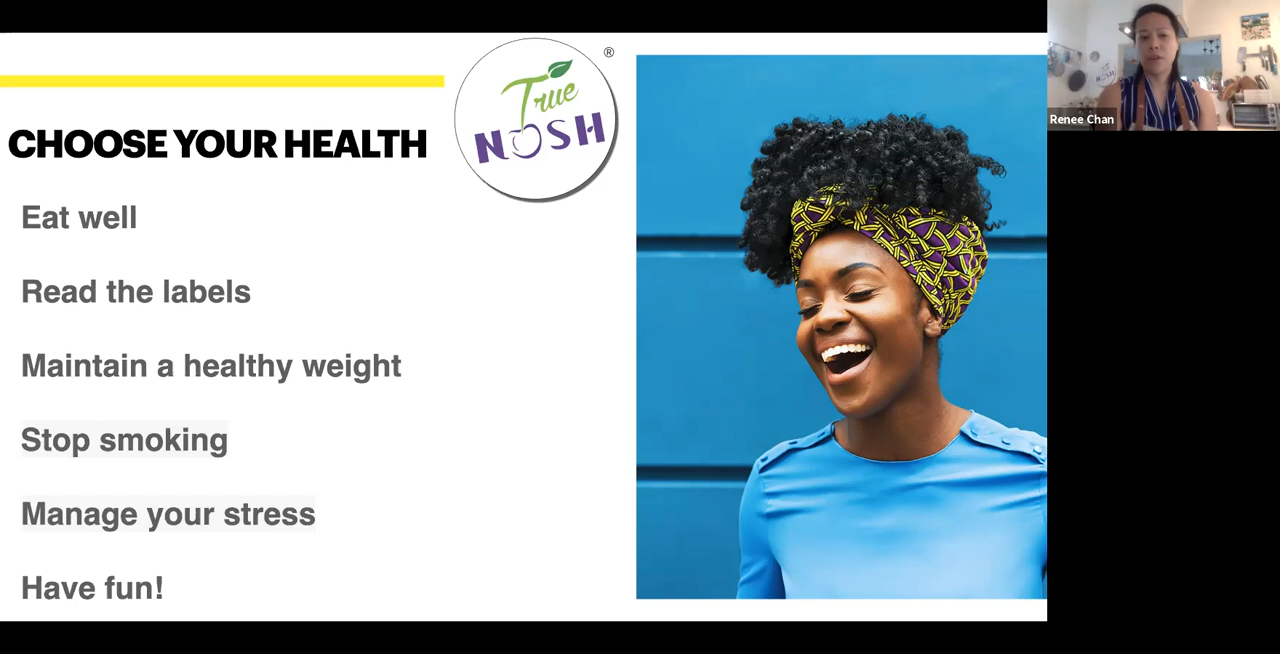 CHOOSE YOUR HEALTH
True
NOSH
®
Eat well
Read the labels
Maintain a healthy weight
Stop smoking
Manage your stress
Have fun!
Renee Chan